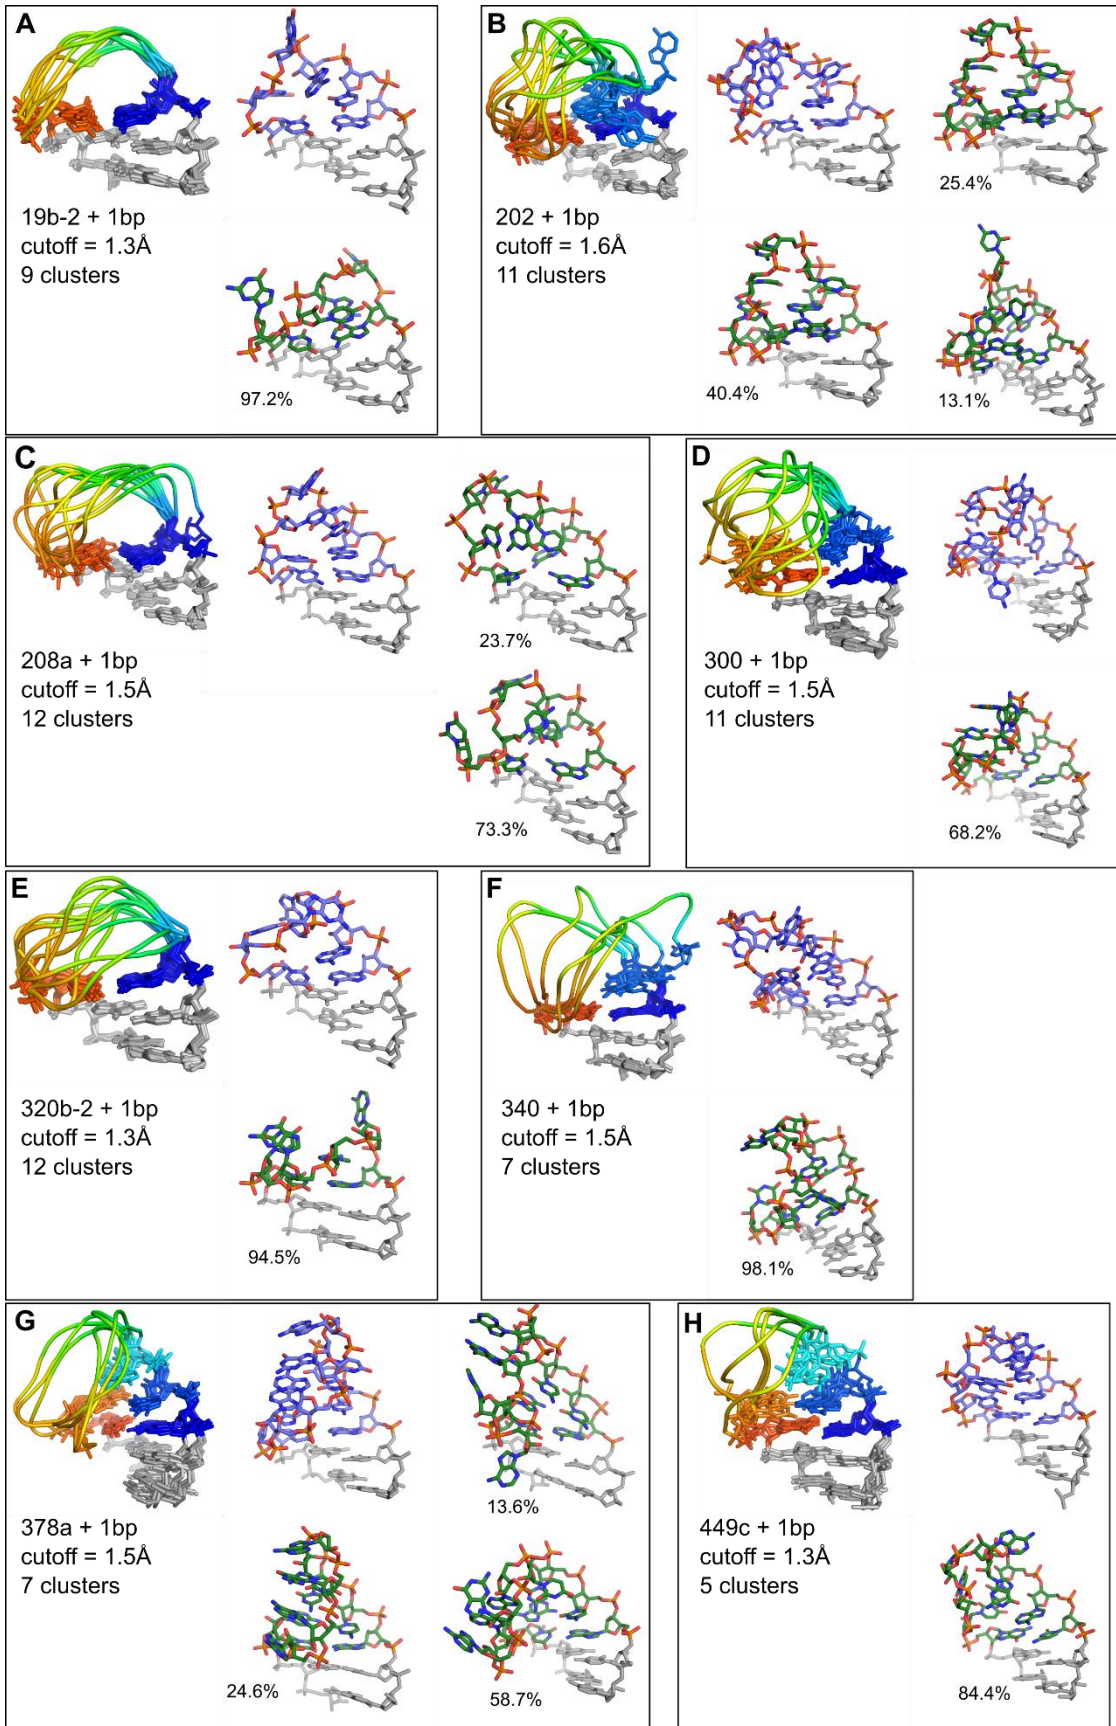 A
19b-2 + 1bp
cutoff = 1.3Å
9 clusters
97.2%
B
202 + 1bp
cutoff = 1.6Å
11 clusters
25.4%
40.4%
13.1%
C
208a + 1bp
cutoff = 1.5Å
12 clusters
23.7%
73.3%
D
300 + 1bp
cutoff = 1.5Å
11 clusters
68.2%
E
320b-2 + 1bp
cutoff = 1.3Å
12 clusters
94.5%
F
340 + 1bp
cutoff = 1.5Å
7 clusters
98.1%
G
378a + 1bp
cutoff = 1.5Å
7 clusters
13.6%
24.6%
58.7%
H
449c + 1bp
cutoff = 1.3Å
5 clusters
84.4%